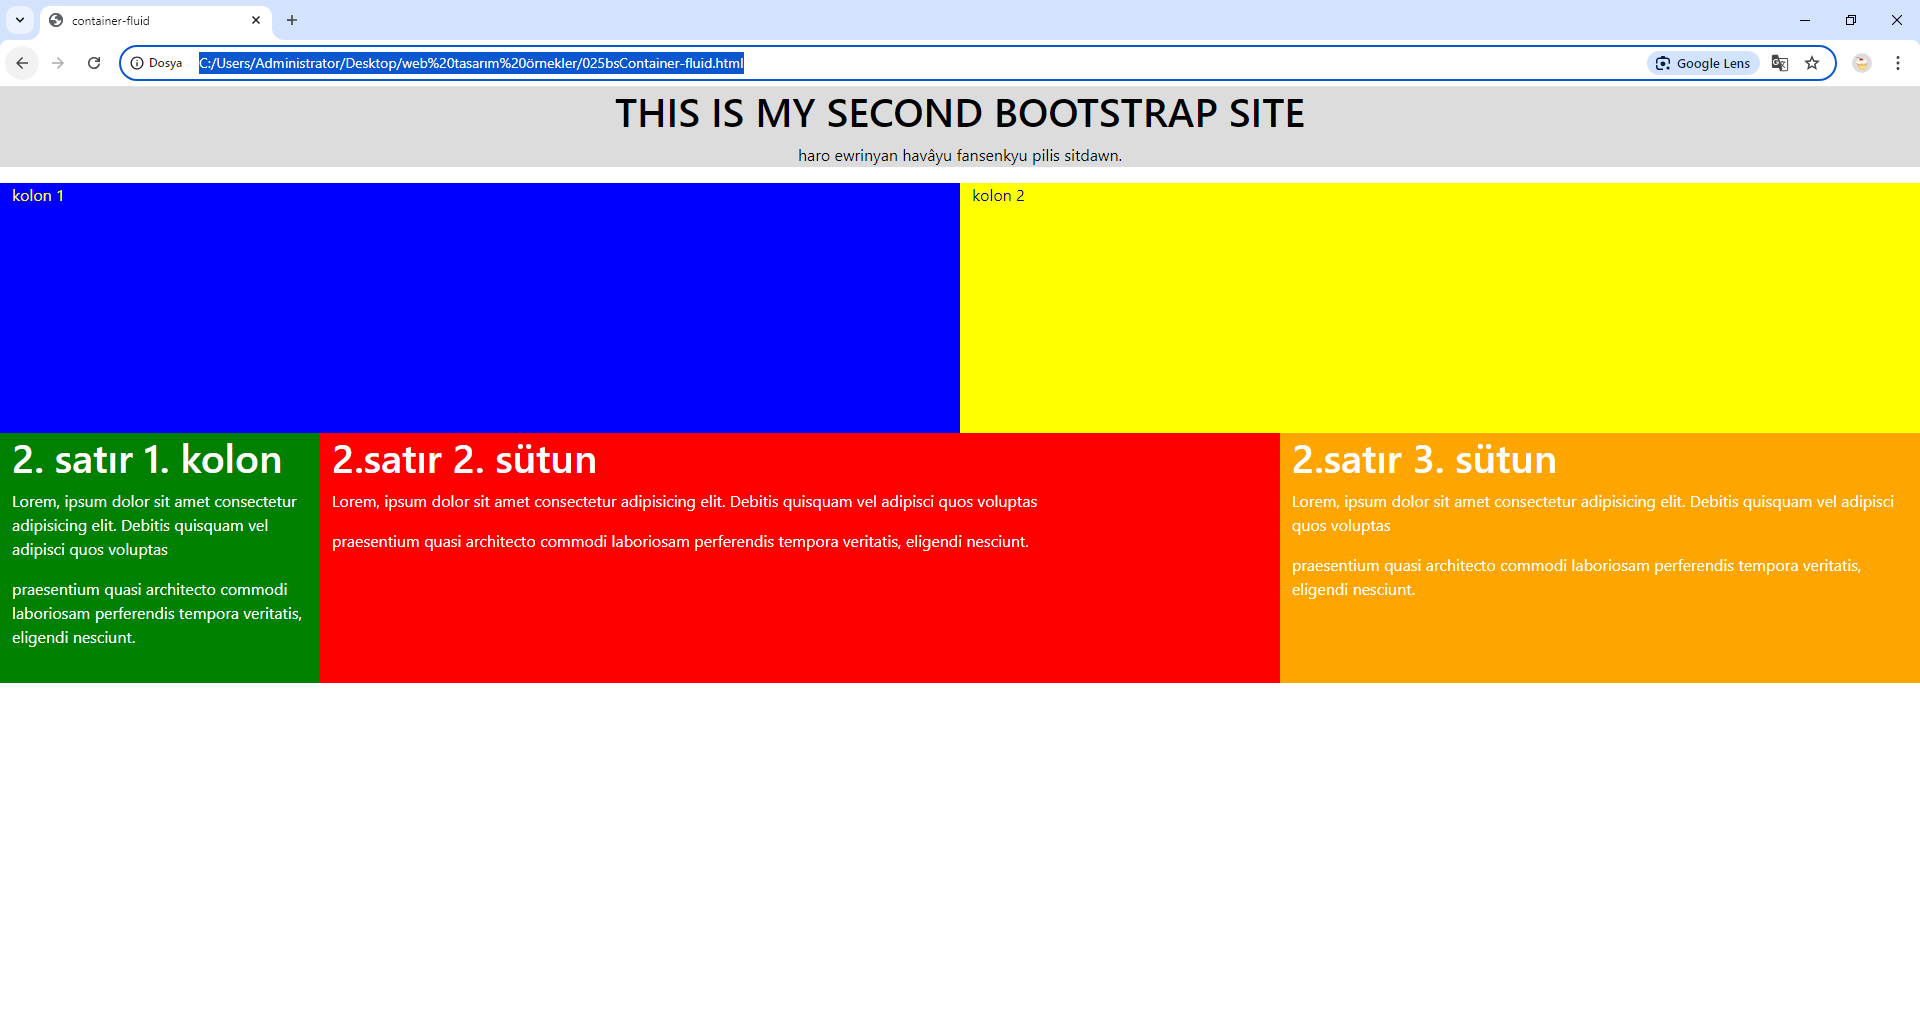 container-fluid
Dosya
C:/Users/Administrator/Desktop/web%20tasarım%20örnekler/025bsContainer-fluid.html
Google Lens
THIS IS MY SECOND BOOTSTRAP SITE
haro ewrinyan havâyu fansenkyu pilis sitdawn.
kolon 1
kolon 2
2. satır 1. kolon
Lorem, ipsum dolor sit amet consectetur
adipisicing elit. Debitis quisquam vel
adipisci quos voluptas
praesentium quasi architecto commodi
laboriosam perferendis tempora veritatis,
eligendi nesciunt.
2.satır 2. sütun
Lorem, ipsum dolor sit amet consectetur adipisicing elit. Debitis quisquam vel adipisci quos voluptas
praesentium quasi architecto commodi laboriosam perferendis tempora veritatis, eligendi nesciunt.
2.satır 3. sütun
Lorem, ipsum dolor sit amet consectetur adipisicing elit. Debitis quisquam vel adipisci
quos voluptas
praesentium quasi architecto commodi laboriosam perferendis tempora veritatis,
eligendi nesciunt.